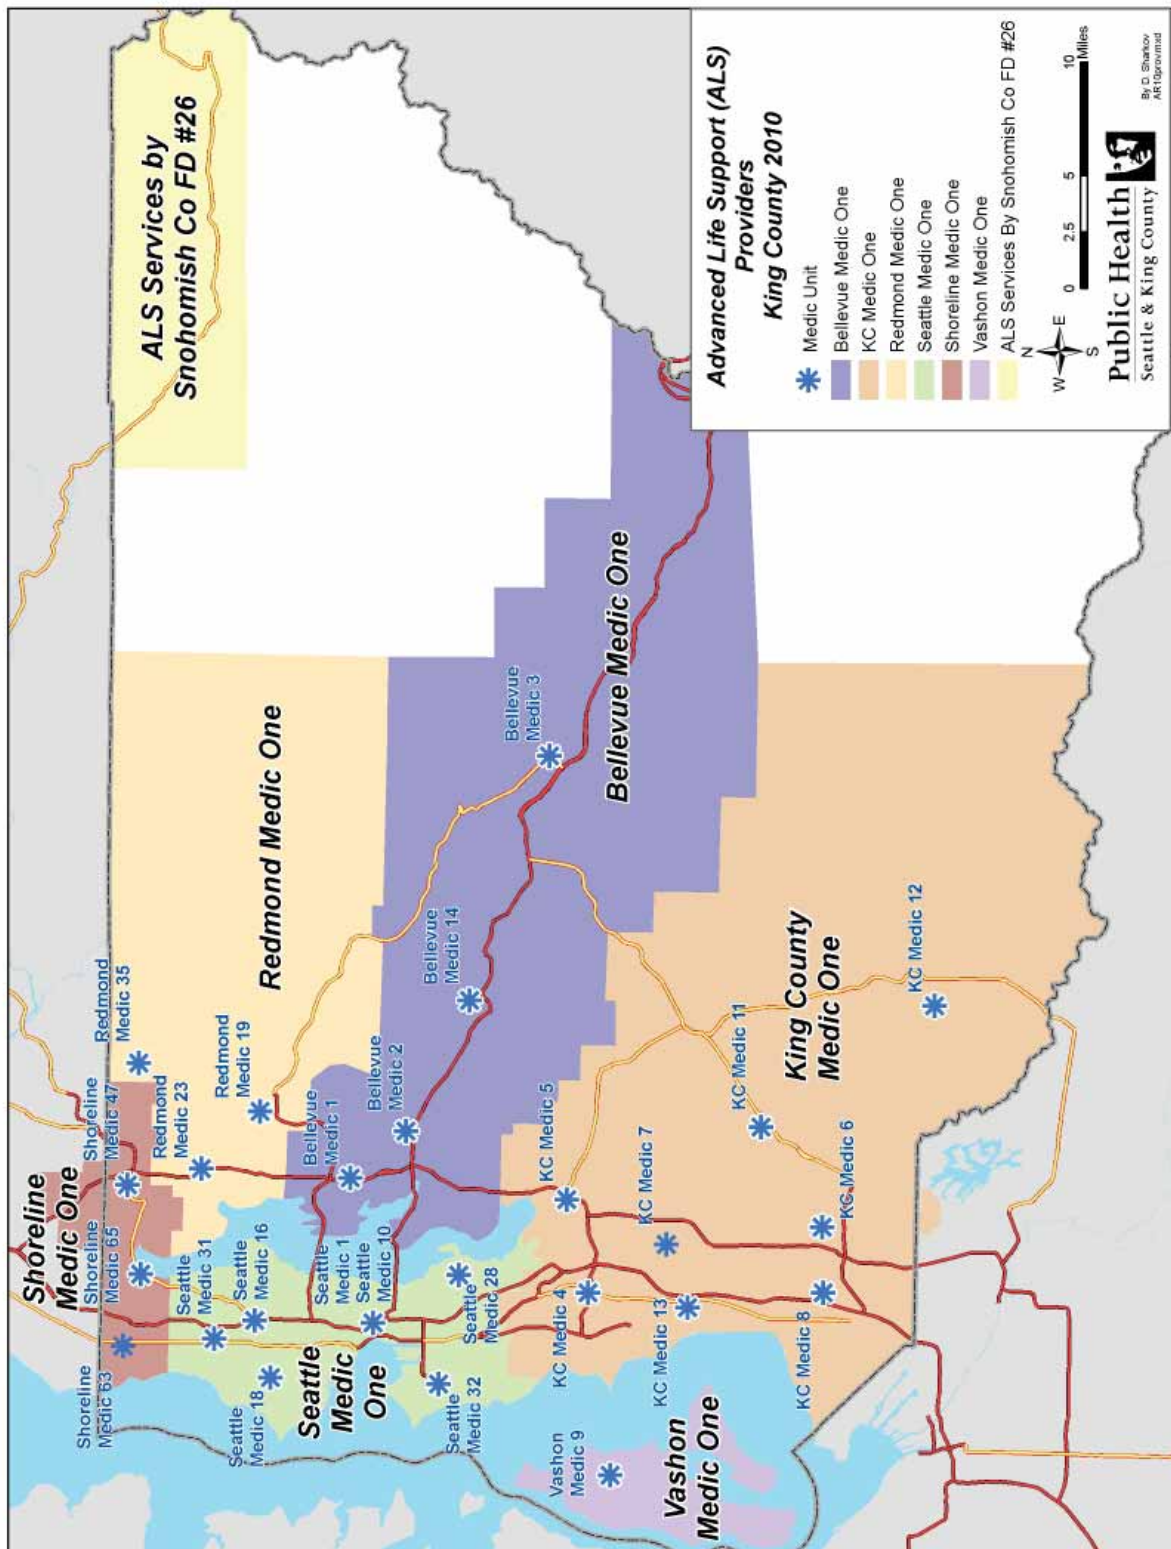 ALS Services by
Snohomish Co FD #26
Shoreline
Medic One
Shoreline
Medic 63
Shoreline
Medic 65
Shoreline
Medic 47
Redmond
Medic 35
Redmond
Medic 23
Redmond
Medic 19
Redmond Medic One
Seattle
Medic 31
Seattle
Medic 16
Seattle
Medic 18
Seattle
Medic 1
Seattle
Medic 10
Seattle
Medic
One
Seattle
Medic 32
Seattle
Medic 28
Bellevue
Medic 1
Bellevue
Medic 2
Bellevue
Medic 14
Bellevue
Medic 3
Bellevue Medic One
Vashon
Medic 9
Vashon
Medic One
KC Medic 4
KC Medic 5
KC Medic 13
KC Medic 7
KC Medic 11
KC Medic 8
KC Medic 6
KC Medic 12
King County
Medic One
Advanced Life Support (ALS)
Providers
King County 2010
Medic Unit
Bellevue Medic One
KC Medic One
Redmond Medic One
Seattle Medic One
Shoreline Medic One
Vashon Medic One
ALS Services By Snohomish Co FD #26
N
W E
S
0 2.5 5 10
Miles
Public Health
Seattle & King County
By D. Sharkov
AR10prov.mxd